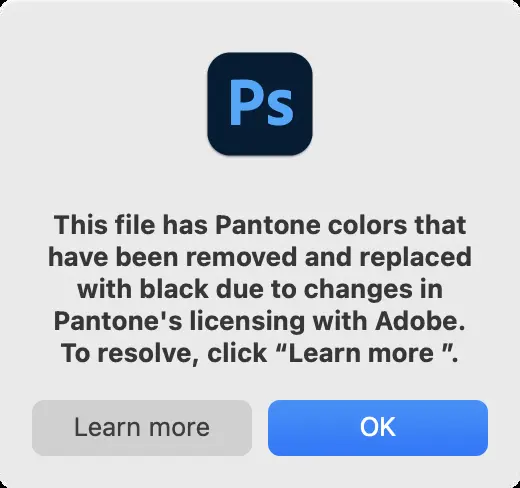 Ps
This file has Pantone colors that
have been removed and replaced
with black due to changes in
Pantone's licensing with Adobe.
To resolve, click “Learn more ”.
Learn more
OK